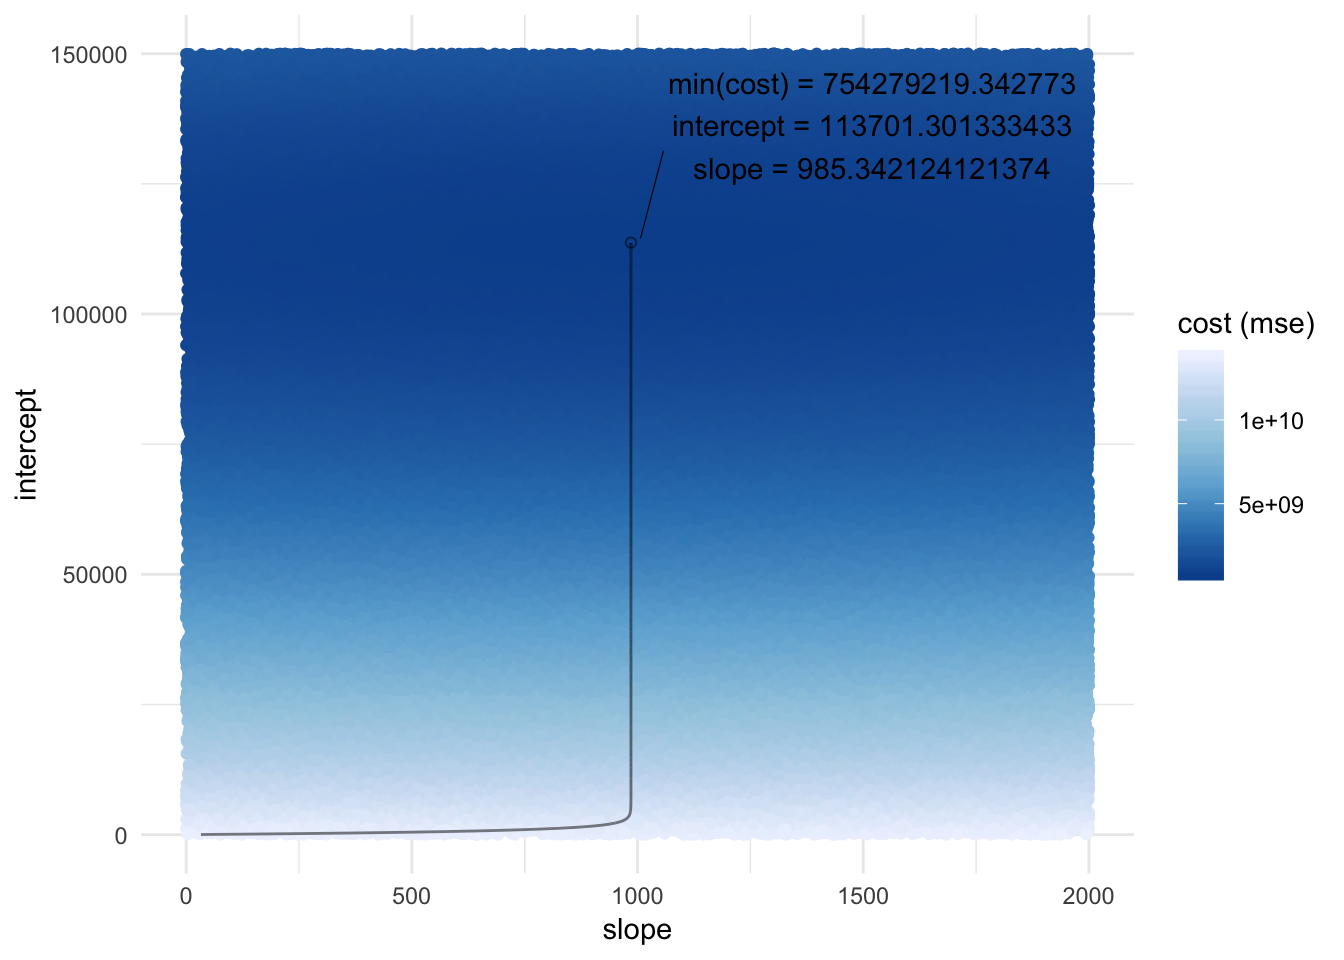 150000
100000
50000
0
intercept
min(cost) = 754279219.342773
intercept = 113701.301333433
slope = 985.342124121374
0
500
1000
1500
2000
slope
cost (mse)
1e+10
5e+09